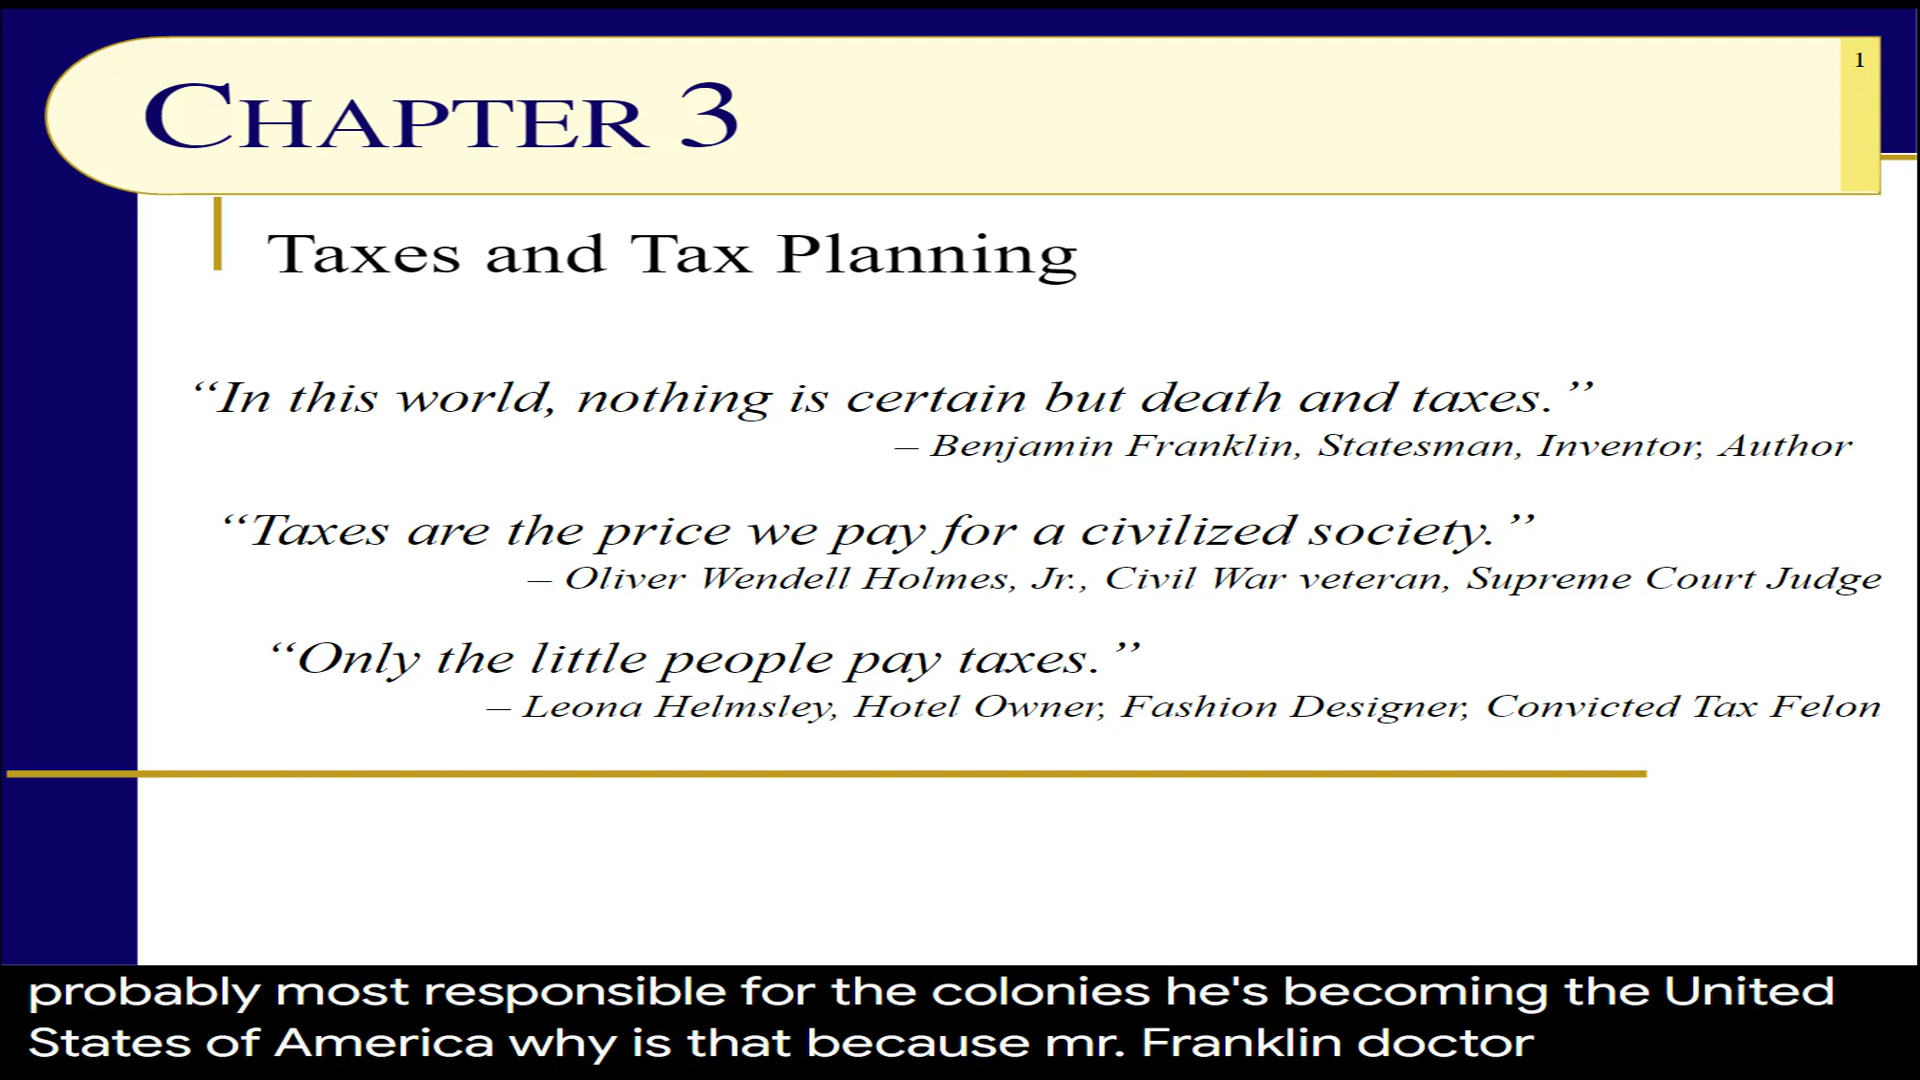 1
CHAPTER 3
Taxes and Tax Planning
“In this world, nothing is certain but death and taxes.”
– Benjamin Franklin, Statesman, Inventor, Author
“Taxes are the price we pay for a civilized society.”
– Oliver Wendell Holmes, Jr., Civil War veteran, Supreme Court Judge
“Only the little people pay taxes.”
– Leona Helmsley, Hotel Owner, Fashion Designer, Convicted Tax Felon
probably most responsible for the colonies he's becoming the United
States of America why is that because mr. Franklin doctor